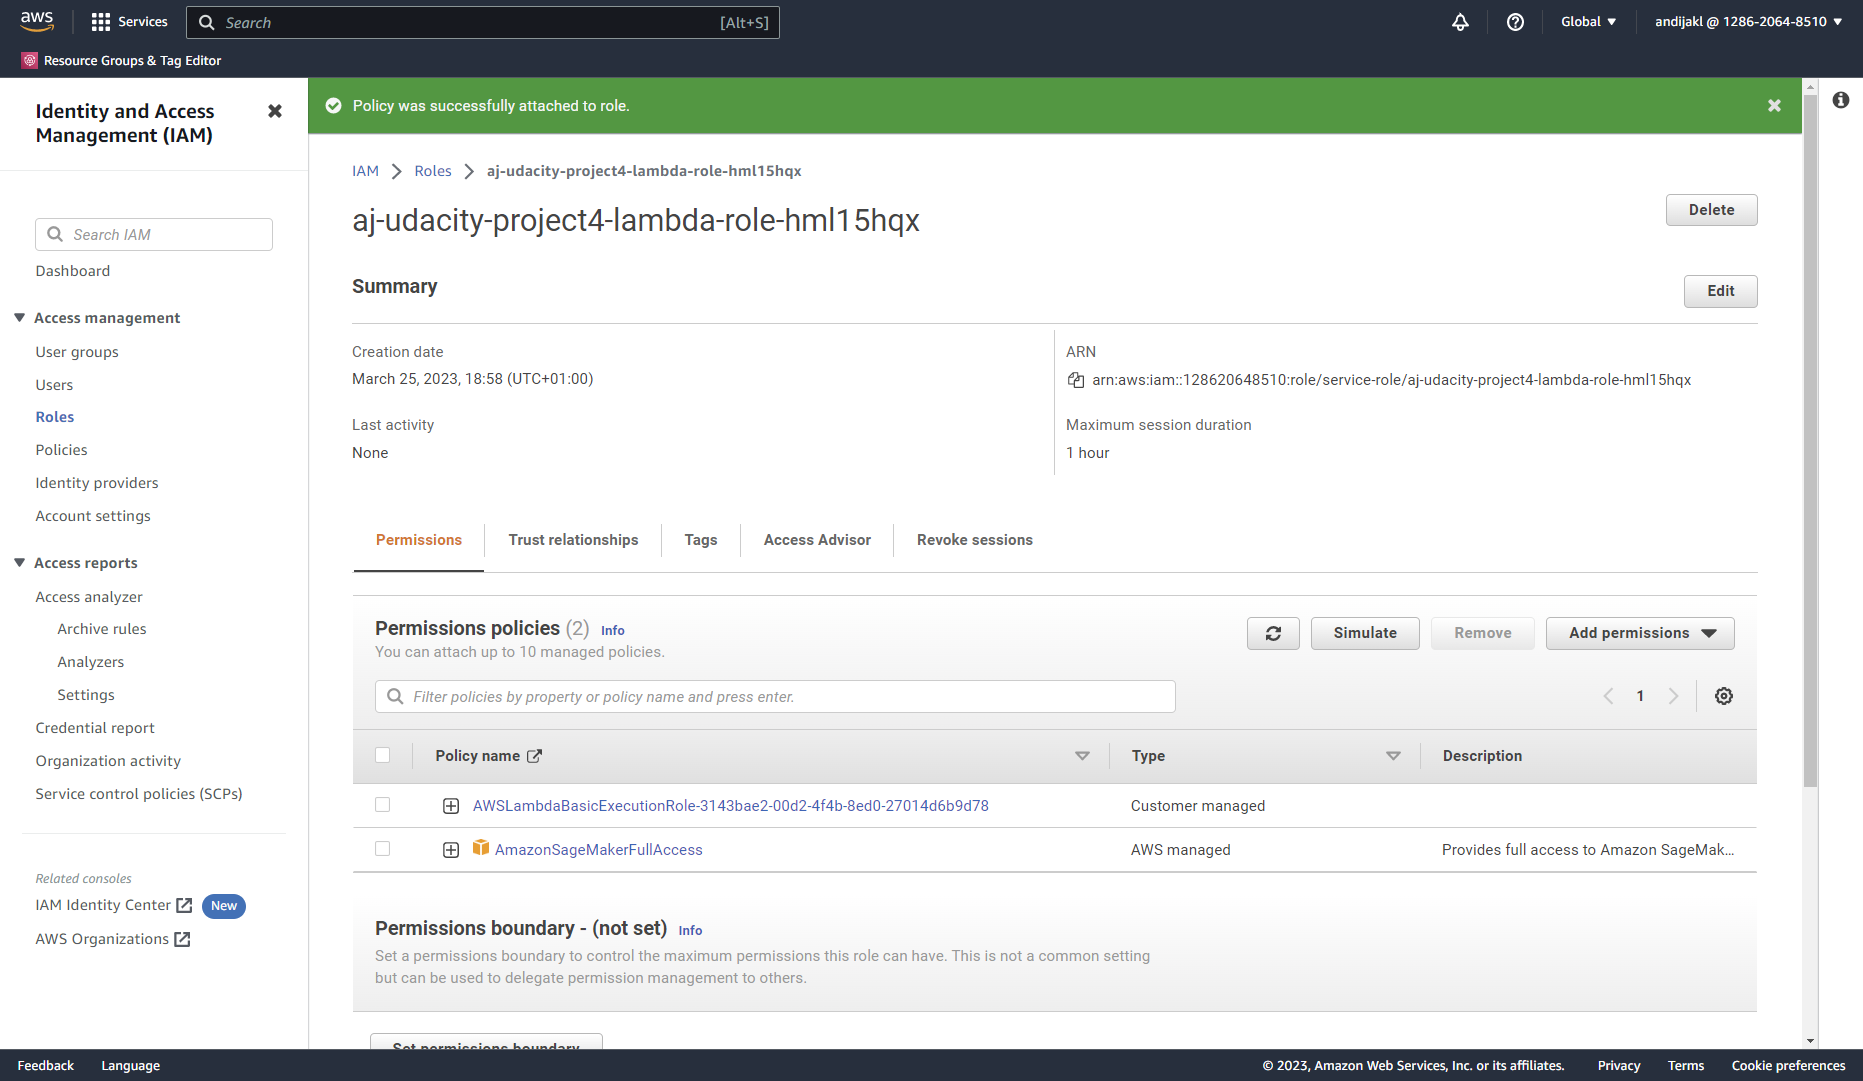 aws
Services
Search
[Alt+S]
Global
andijakl @ 1286-2064-8510
Resource Groups & Tag Editor
Identity and Access
Management (IAM)
Search IAM
Dashboard
Access management
User groups
Users
Roles
Policies
Identity providers
Account settings
Access reports
Access analyzer
Archive rules
Analyzers
Settings
Credential report
Organization activity
Service control policies (SCPs)
Related consoles
IAM Identity Center New
AWS Organizations
Policy was successfully attached to role.
IAM > Roles > aj-udacity-project4-lambda-role-hml15hqx
aj-udacity-project4-lambda-role-hml15hqx
Delete
Summary
Edit
Creation date
March 25, 2023, 18:58 (UTC+01:00)
ARN
arn:aws:iam::128620648510:role/service-role/aj-udacity-project4-lambda-role-hml15hqx
Last activity
None
Maximum session duration
1 hour
Permissions
Trust relationships
Tags
Access Advisor
Revoke sessions
Permissions policies (2) Info
You can attach up to 10 managed policies.
Simulate
Remove
Add permissions
Filter policies by property or policy name and press enter.
1
Policy name
Type
Description
AWSLambdaBasicExecutionRole-3143bae2-00d2-4f4b-8ed0-27014d6b9d78
Customer managed
AmazonSageMakerFullAccess
AWS managed
Provides full access to Amazon SageMak...
Permissions boundary - (not set) Info
Set a permissions boundary to control the maximum permissions this role can have. This is not a common setting
but can be used to delegate permission management to others.
Set permissions boundary
Feedback
Language
© 2023, Amazon Web Services, Inc. or its affiliates.
Privacy
Terms
Cookie preferences